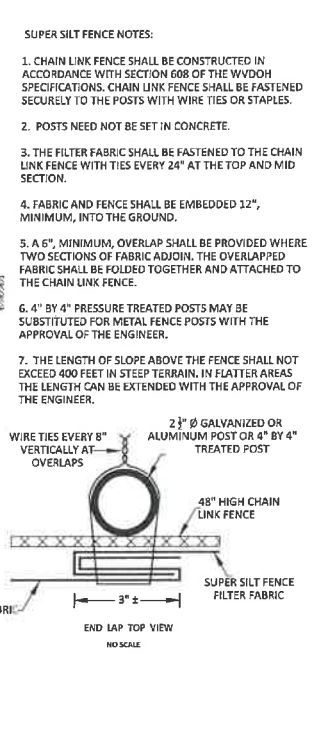 SUPER SILT FENCE NOTES:
1. CHAIN LINK FENCE SHALL BE CONSTRUCTED IN
ACCORDANCE WITH SECTION 608 OF THE WVDOH
SPECIFICATIONS. CHAIN LINK FENCE SHALL BE FASTENED
SECURELY TO THE POSTS WITH WIRE TIES OR STAPLES.
2. POSTS NEED NOT BE SET IN CONCRETE.
3. THE FILTER FABRIC SHALL BE FASTENED TO THE CHAIN
LINK FENCE WITH TIES EVERY 24" AT THE TOP AND MID
SECTION.
4. FABRIC AND FENCE SHALL BE EMBEDDED 12",
MINIMUM, INTO THE GROUND.
5. A 6", MINIMUM, OVERLAP SHALL BE PROVIDED WHERE
TWO SECTIONS OF FABRIC ADJOIN. THE OVERLAPPED
FABRIC SHALL BE FOLDED TOGETHER AND ATTACHED TO
THE CHAIN LINK FENCE.
6. 4" BY 4" PRESSURE TREATED POSTS MAY BE
SUBSTITUTED FOR METAL FENCE POSTS WITH THE
APPROVAL OF THE ENGINEER.
7. THE LENGTH OF SLOPE ABOVE THE FENCE SHALL NOT
EXCEED 400 FEET IN STEEP TERRAIN. IN FLATTER AREAS
THE LENGTH CAN BE EXTENDED WITH THE APPROVAL OF
THE ENGINEER.
WIRE TIES EVERY 8"
VERTICALLY AT
OVERLAPS
2 ½" Ø GALVANIZED OR
ALUMINUM POST OR 4" BY 4"
TREATED POST
48" HIGH CHAIN
LINK FENCE
SUPER SILT FENCE
FILTER FABRIC
3" ±
END LAP TOP VIEW
NO SCALE